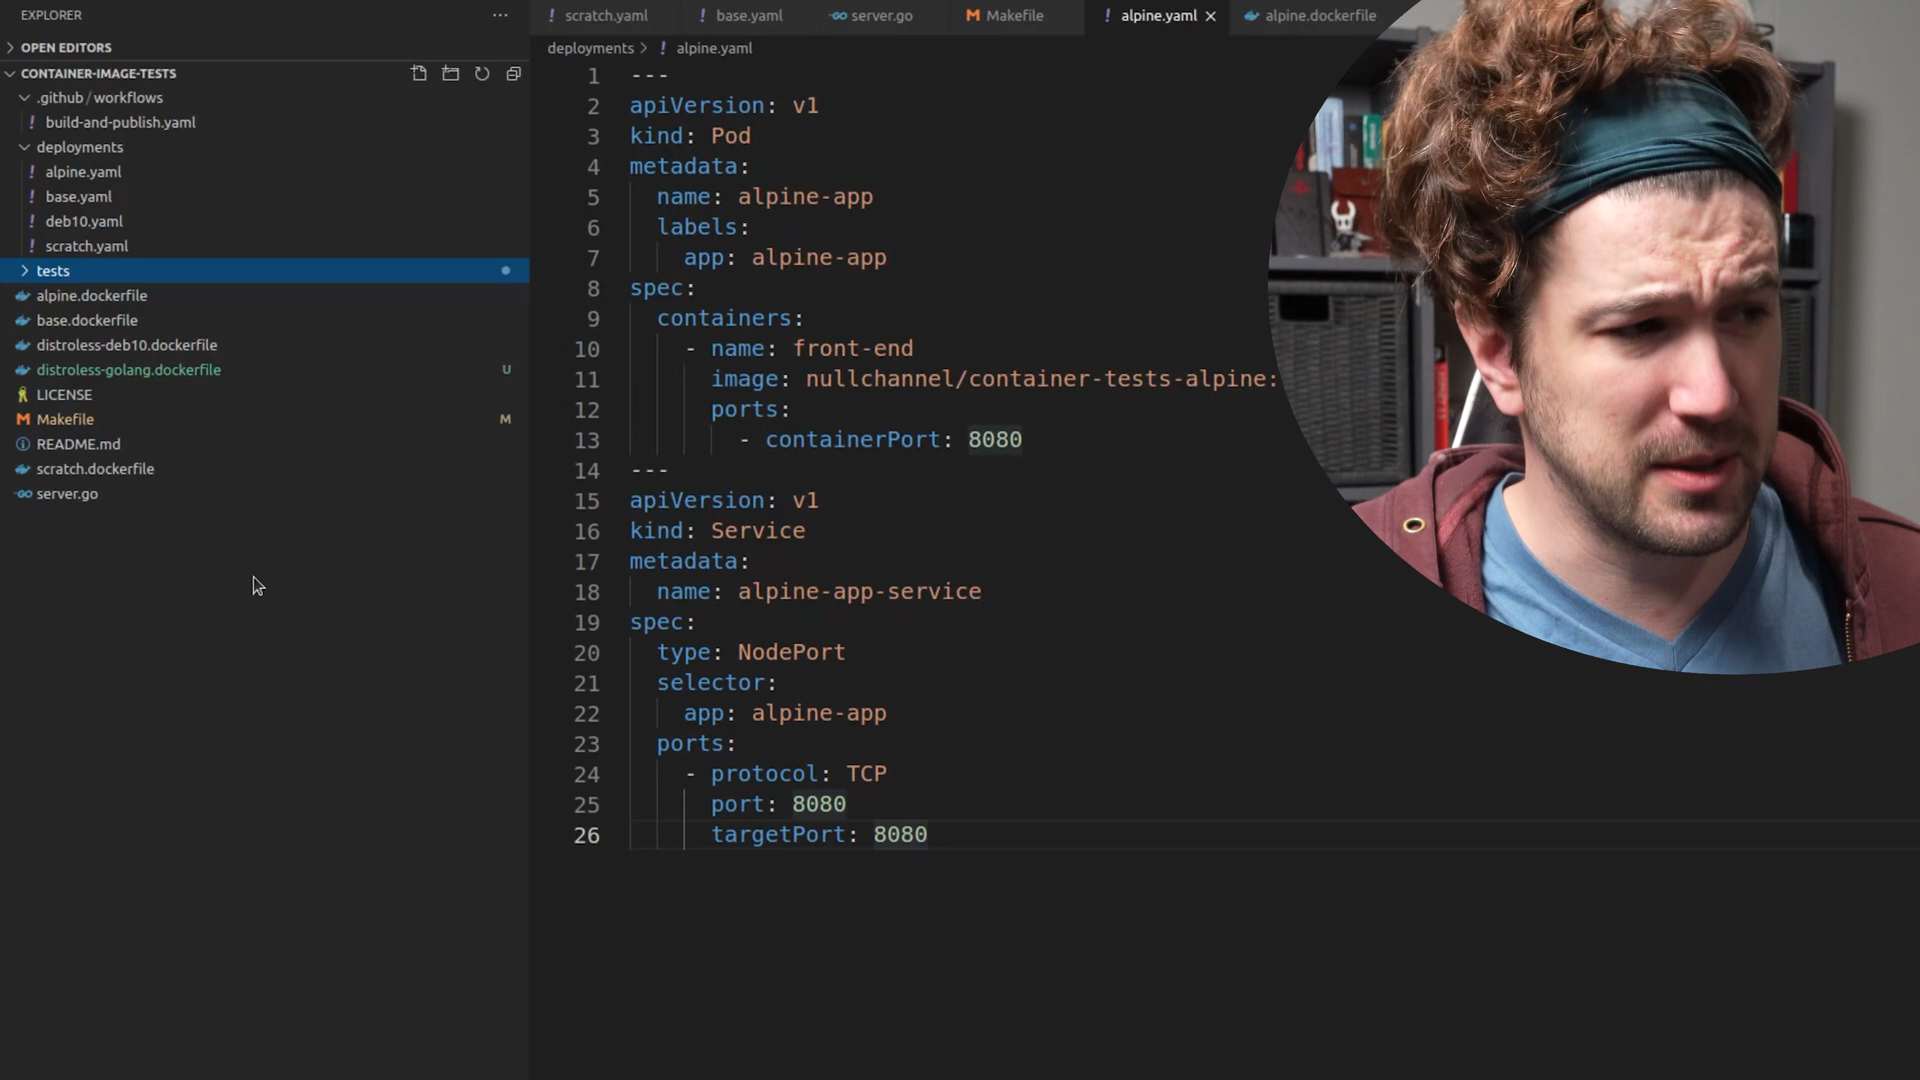 EXPLORER
OPEN EDITORS
CONTAINER-IMAGE-TESTS
.github/workflows
build-and-publish.yaml
deployments
alpine.yaml
base.yaml
deb10.yaml
scratch.yaml
tests
alpine.dockerfile
base.dockerfile
distroless-deb10.dockerfile
distroless-golang.dockerfile U
LICENSE
Makefile M
README.md
scratch.dockerfile
server.go
scratch.yaml base.yaml server.go Makefile alpine.yaml alpine.dockerfile
deployments > ! alpine.yaml
1 ---
2 apiVersion: v1
3 kind: Pod
4 metadata:
5 name: alpine-app
6 labels:
7 app: alpine-app
8 spec:
9 containers:
10 - name: front-end
11 image: nullchannel/container-tests-alpine:
12 ports:
13 - containerPort: 8080
14 ---
15 apiVersion: v1
16 kind: Service
17 metadata:
18 name: alpine-app-service
19 spec:
20 type: NodePort
21 selector:
22 app: alpine-app
23 ports:
24 - protocol: TCP
25 port: 8080
26 targetPort: 8080